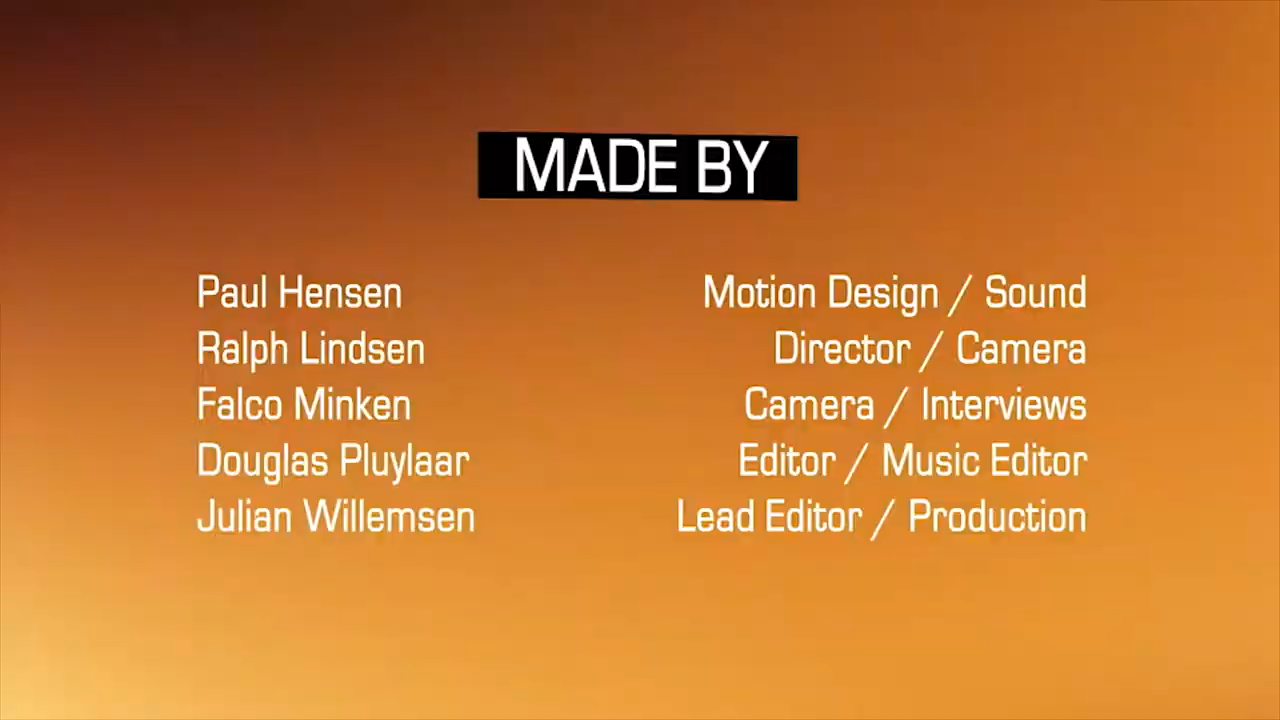 MADE BY
Paul Hensen Motion Design / Sound
Ralph Lindsen Director / Camera
Falco Minken Camera / Interviews
Douglas Pluylaar Editor / Music Editor
Julian Willemsen Lead Editor / Production